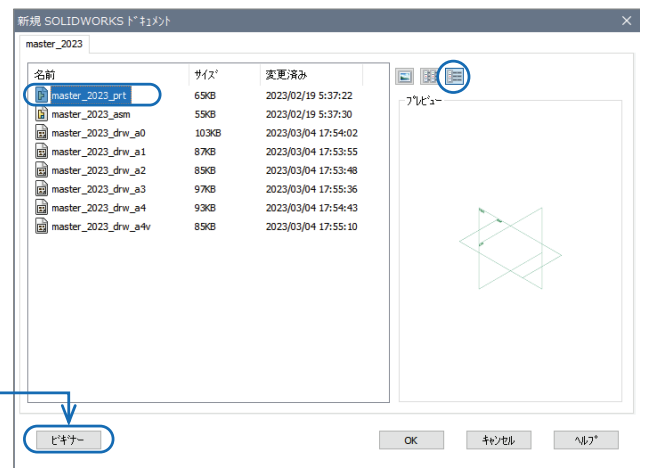 新規 SOLIDWORKS ﾄﾞｷｭﾒﾝﾄ
master_2023
名前 ｻｲｽﾞ 変更済み
master_2023_prt 65KB 2023/02/19 5:37:22
master_2023_asm 55KB 2023/02/19 5:37:30
master_2023_drw_a0 103KB 2023/03/04 17:54:02
master_2023_drw_a1 87KB 2023/03/04 17:53:55
master_2023_drw_a2 85KB 2023/03/04 17:53:48
master_2023_drw_a3 97KB 2023/03/04 17:55:36
master_2023_drw_a4 93KB 2023/03/04 17:54:43
master_2023_drw_a4v 85KB 2023/03/04 17:55:10
ﾌﾟﾚﾋﾞｭｰ
ﾋﾞｷﾞﾅｰ OK ｷｬﾝｾﾙ ﾍﾙﾌﾟ